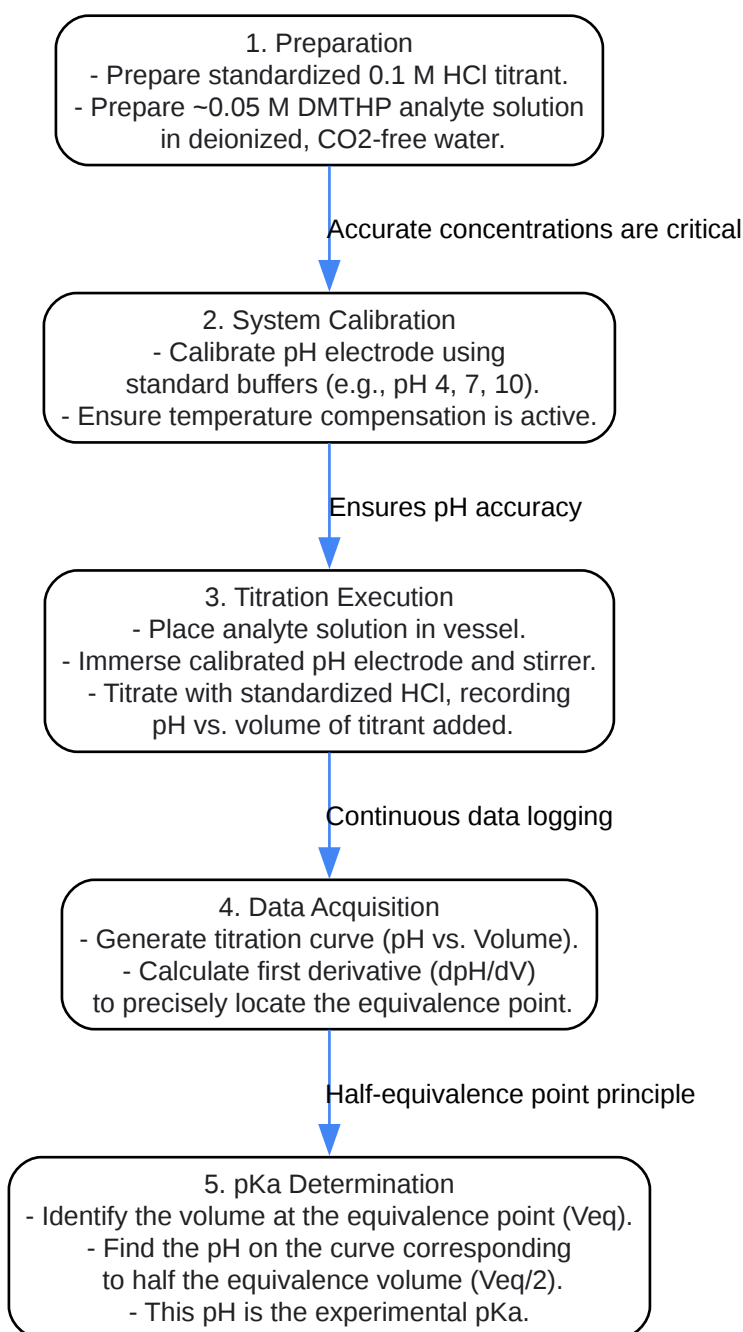 1. Preparation
- Prepare standardized 0.1 M HCl titrant.
- Prepare ~0.05 M DMTHP analyte solution
in deionized, CO2-free water.
Accurate concentrations are critical
2. System Calibration
- Calibrate pH electrode using
standard buffers (e.g., pH 4, 7, 10).
- Ensure temperature compensation is active.
Ensures pH accuracy
3. Titration Execution
- Place analyte solution in vessel.
- Immerse calibrated pH electrode and stirrer.
- Titrate with standardized HCl, recording
pH vs. volume of titrant added.
Continuous data logging
4. Data Acquisition
- Generate titration curve (pH vs. Volume).
- Calculate first derivative (dpH/dV)
to precisely locate the equivalence point.
Half-equivalence point principle
5. pKa Determination
- Identify the volume at the equivalence point (Veq).
- Find the pH on the curve corresponding
to half the equivalence volume (Veq/2).
- This pH is the experimental pKa.